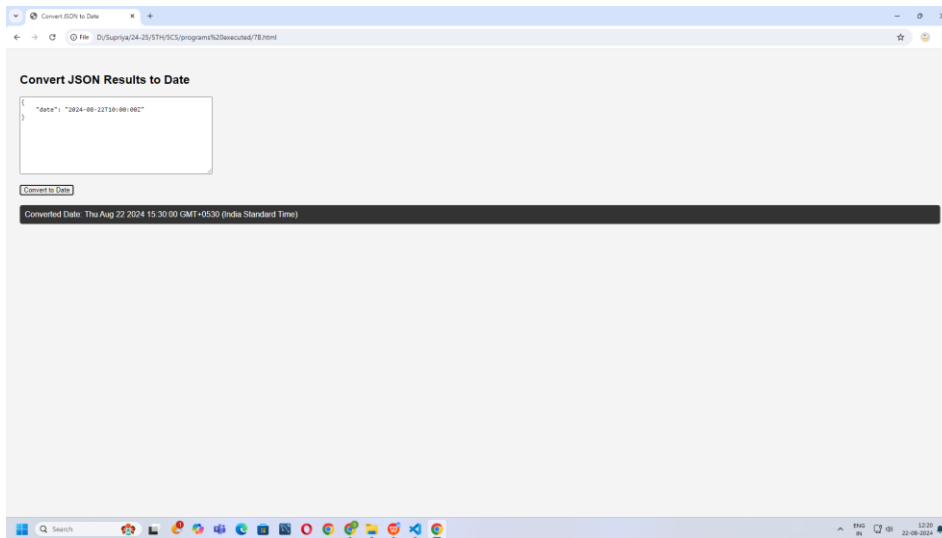 Convert JSON to Date
File
D:/Supriya/24-25/5TH/SCS/programs%20executed/7B.html
Convert JSON Results to Date
{
"date": "2024-08-22T10:00:00Z"
}
Convert to Date
Converted Date: Thu Aug 22 2024 15:30:00 GMT+0530 (India Standard Time)
Search
ENG
IN
12:20
22-08-2024